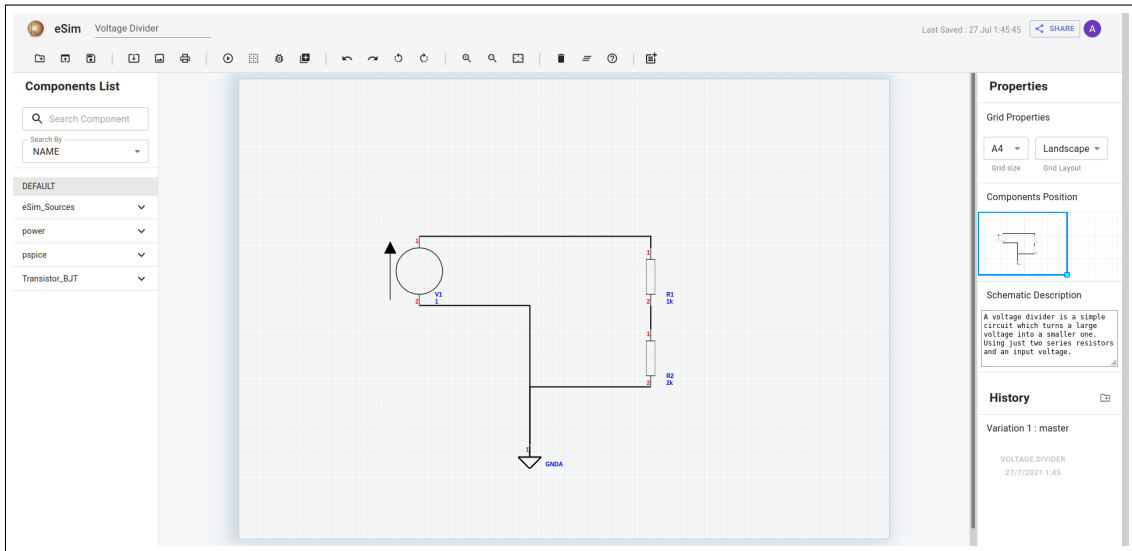 eSim Voltage Divider
Last Saved : 27 Jul 1:45:45 SHARE A
Components List
Search Component
Search By
NAME
DEFAULT
eSim_Sources
power
pspice
Transistor_BJT
1
V1
1
2
1
R1
1k
2
1
R2
2k
2
1
GNDA
Properties
Grid Properties
A4 Landscape
Grid size Grid Layout
Components Position
Schematic Description
A voltage divider is a simple
circuit which turns a large
voltage into a smaller one.
Using just two series resistors
and an input voltage.
History
Variation 1 : master
VOLTAGE DIVIDER
27/7/2021 1:45